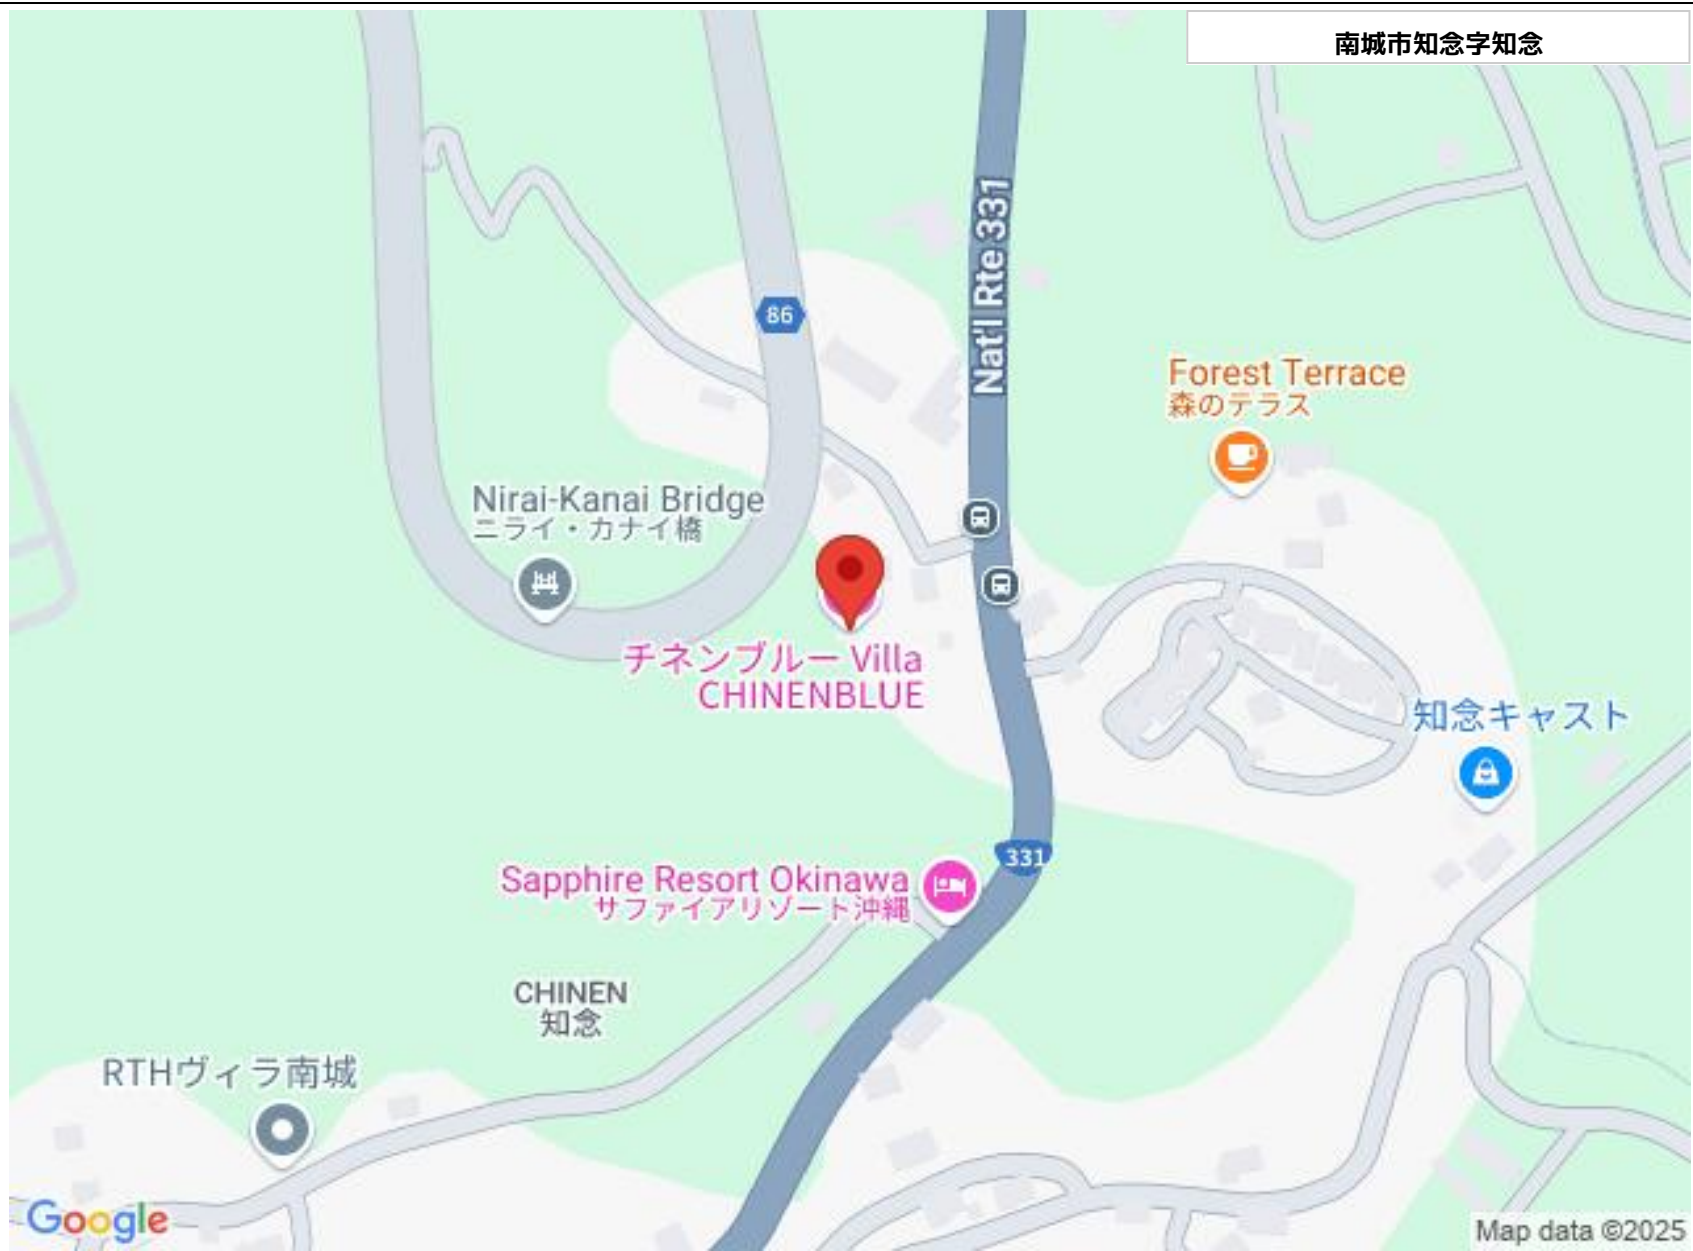 南城市知念字知念
Nat'l Rte 331
86
Forest Terrace
森のテラス
Nirai-Kanai Bridge
ニライ・カナイ橋
チネンブルー Villa
CHINENBLUE
知念キャスト
331
Sapphire Resort Okinawa
サファイアリゾート沖縄
CHINEN
知念
RTHヴィラ南城
Google
Map data ©2025